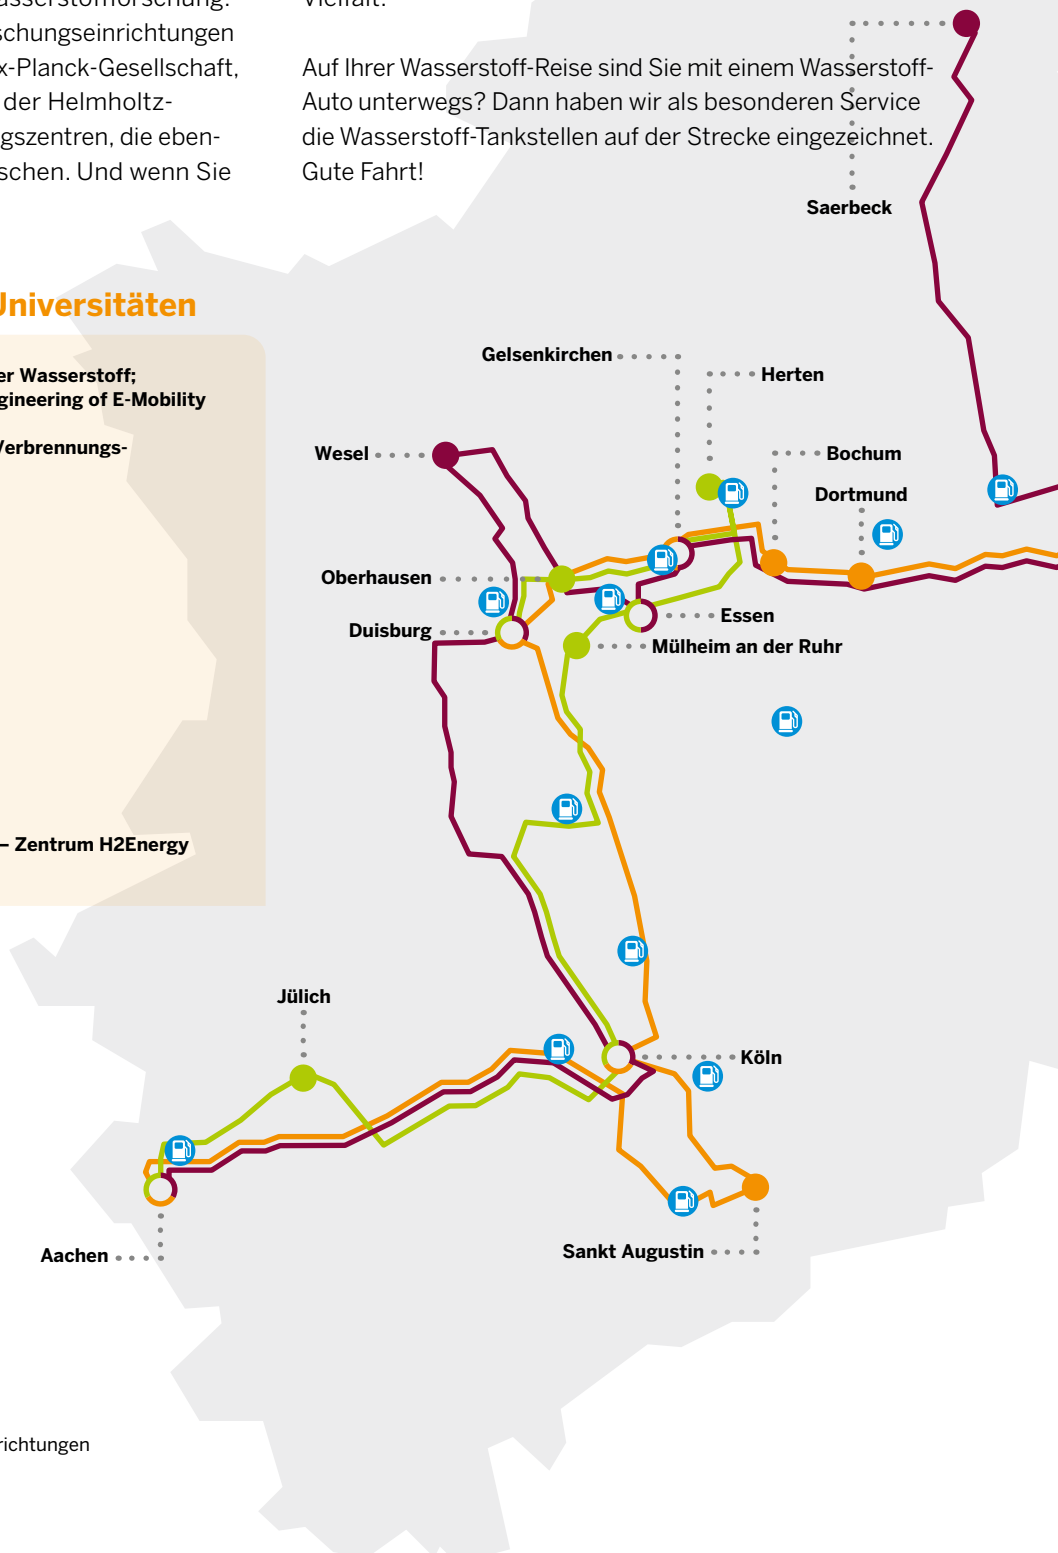 schungseinrichtungen
x-Planck-Gesellschaft,
der Helmholtz-
gszentren, die eben-
schen. Und wenn Sie
Vielfalt.
Auf Ihrer Wasserstoff-Reise sind Sie mit einem Wasserstoff-
Auto unterwegs? Dann haben wir als besonderen Service
die Wasserstoff-Tankstellen auf der Strecke eingezeichnet.
Gute Fahrt!
Saerbeck
Universitäten
er Wasserstoff;
gineering of E-Mobility
Verbrennungs-
– Zentrum H2Energy
Gelsenkirchen
Herten
Wesel
Bochum
Dortmund
Oberhausen
Duisburg
Essen
Mülheim an der Ruhr
Jülich
Köln
Aachen
Sankt Augustin
richtungen